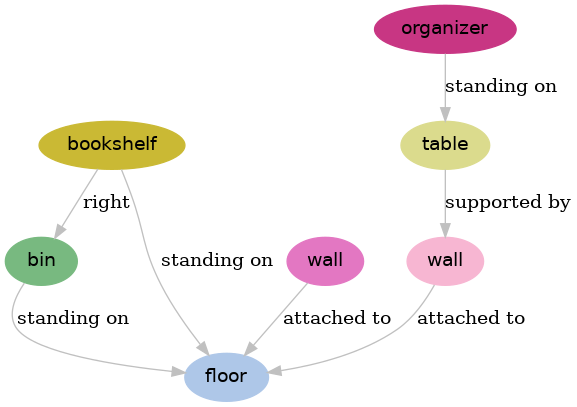 organizer
standing on
bookshelf
table
right
supported by
bin
standing on
wall
wall
standing on
attached to
attached to
floor